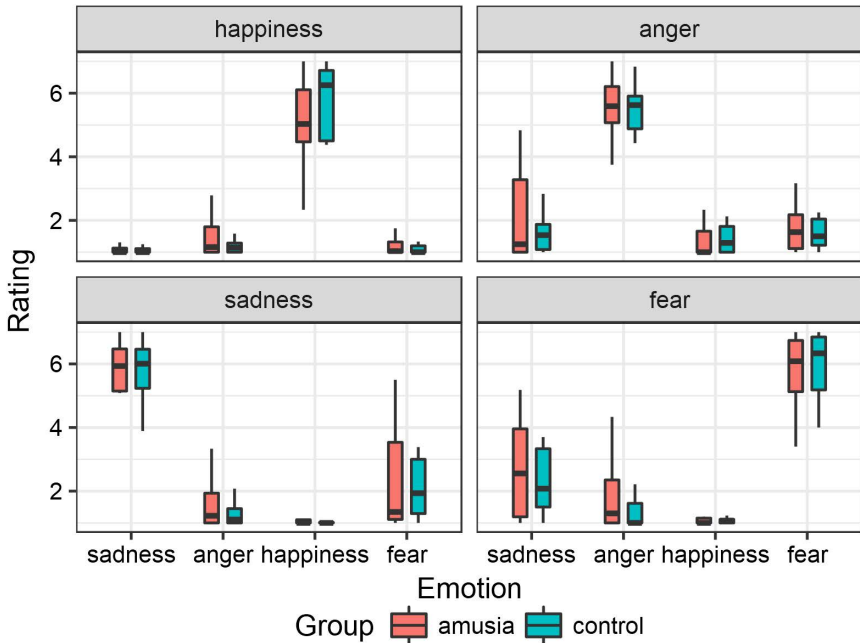 happiness
anger
6
4
2
sadness
fear
6
4
2
Rating
sadness anger happiness fear
sadness anger happiness fear
Emotion
Group amusia control